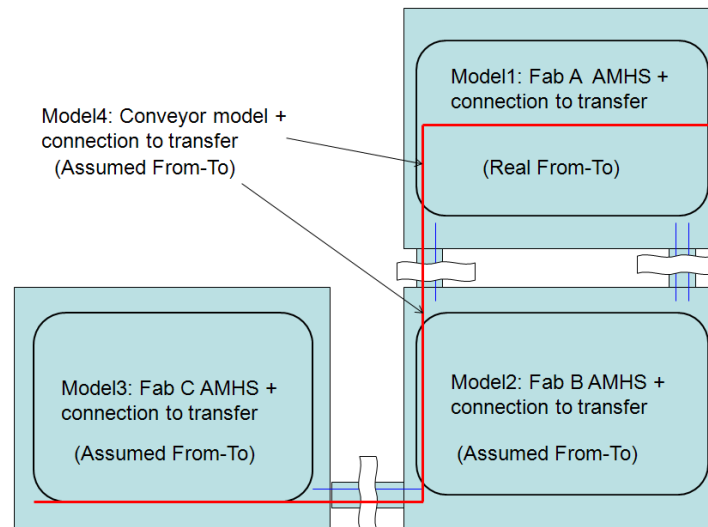 Model1: Fab A AMHS +
connection to transfer
(Real From-To)
Model4: Conveyor model +
connection to transfer
(Assumed From-To)
Model3: Fab C AMHS +
connection to transfer
(Assumed From-To)
Model2: Fab B AMHS +
connection to transfer
(Assumed From-To)